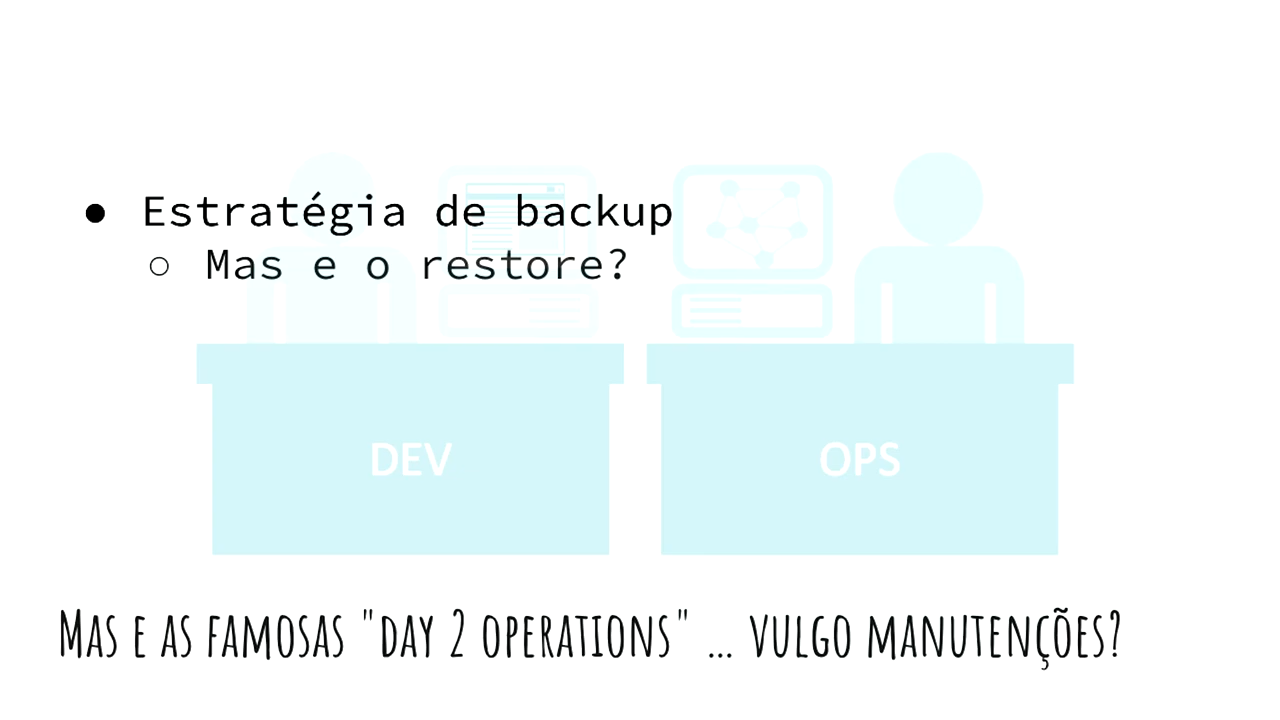 ● Estratégia de backup
○ Mas e o restore?
DEV
OPS
Mas e as famosas "day 2 operations" ... vulgo manutenções?